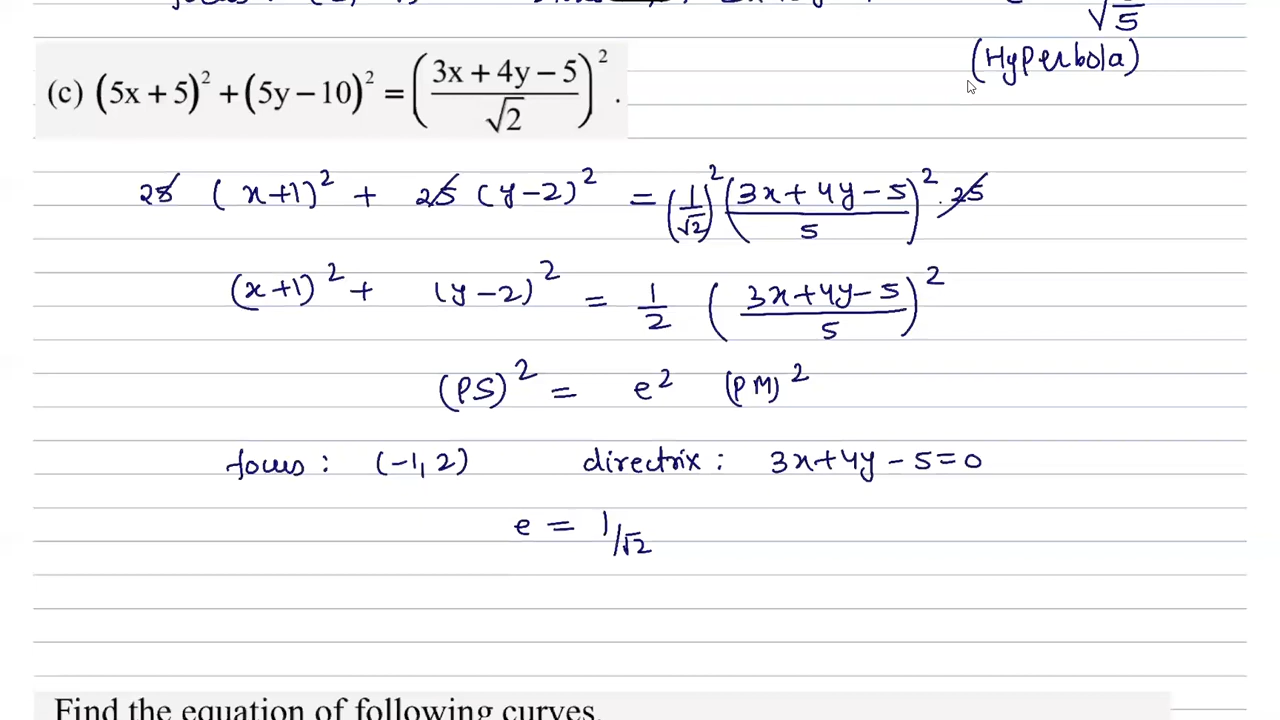 5
(Hyperbola)
(c) (5x + 5)² + (5y − 10)² = ((3x + 4y − 5)/√2)².
25 (x+1)² + 25 (y−2)² = (1/√2)² ((3x+4y−5)/5)² . 25
(x+1)² + (y−2)² = 1/2 ((3x+4y−5)/5)²
(PS)² = e² (PM)²
focus : (−1, 2) directrix : 3x+4y−5=0
e = 1/√2
Find the equation of following curves.